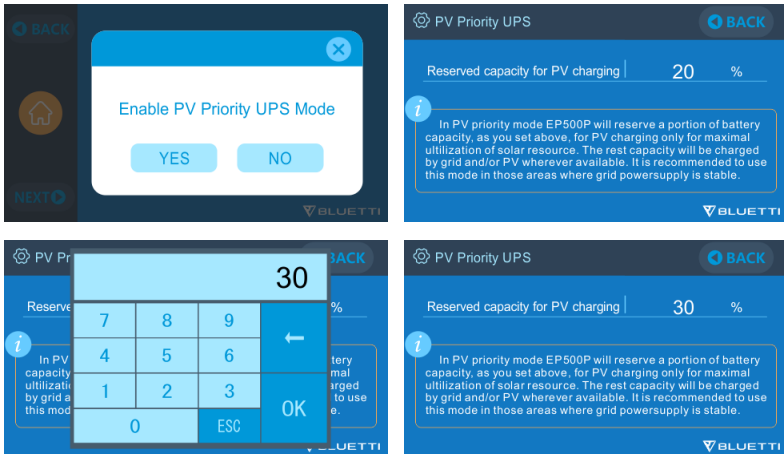 BACK
Enable PV Priority UPS Mode
YES NO
NEXT
BLUETTI
PV Priority UPS BACK
Reserved capacity for PV charging 20 %
i
In PV priority mode EP500P will reserve a portion of battery
capacity, as you set above, for PV charging only for maximal
ultilization of solar resource. The rest capacity will be charged
by grid and/or PV wherever available. It is recommended to use
this mode in those areas where grid powersupply is stable.
BLUETTI
PV Pr BACK
30
Reserve %
7 8 9
i
4 5 6
1 2 3
0 ESC OK
In PV tery
capacity mal
ultilizati arged
by grid a to use
this mod e.
UETTI
PV Priority UPS BACK
Reserved capacity for PV charging 30 %
i
In PV priority mode EP500P will reserve a portion of battery
capacity, as you set above, for PV charging only for maximal
ultilization of solar resource. The rest capacity will be charged
by grid and/or PV wherever available. It is recommended to use
this mode in those areas where grid powersupply is stable.
BLUETTI